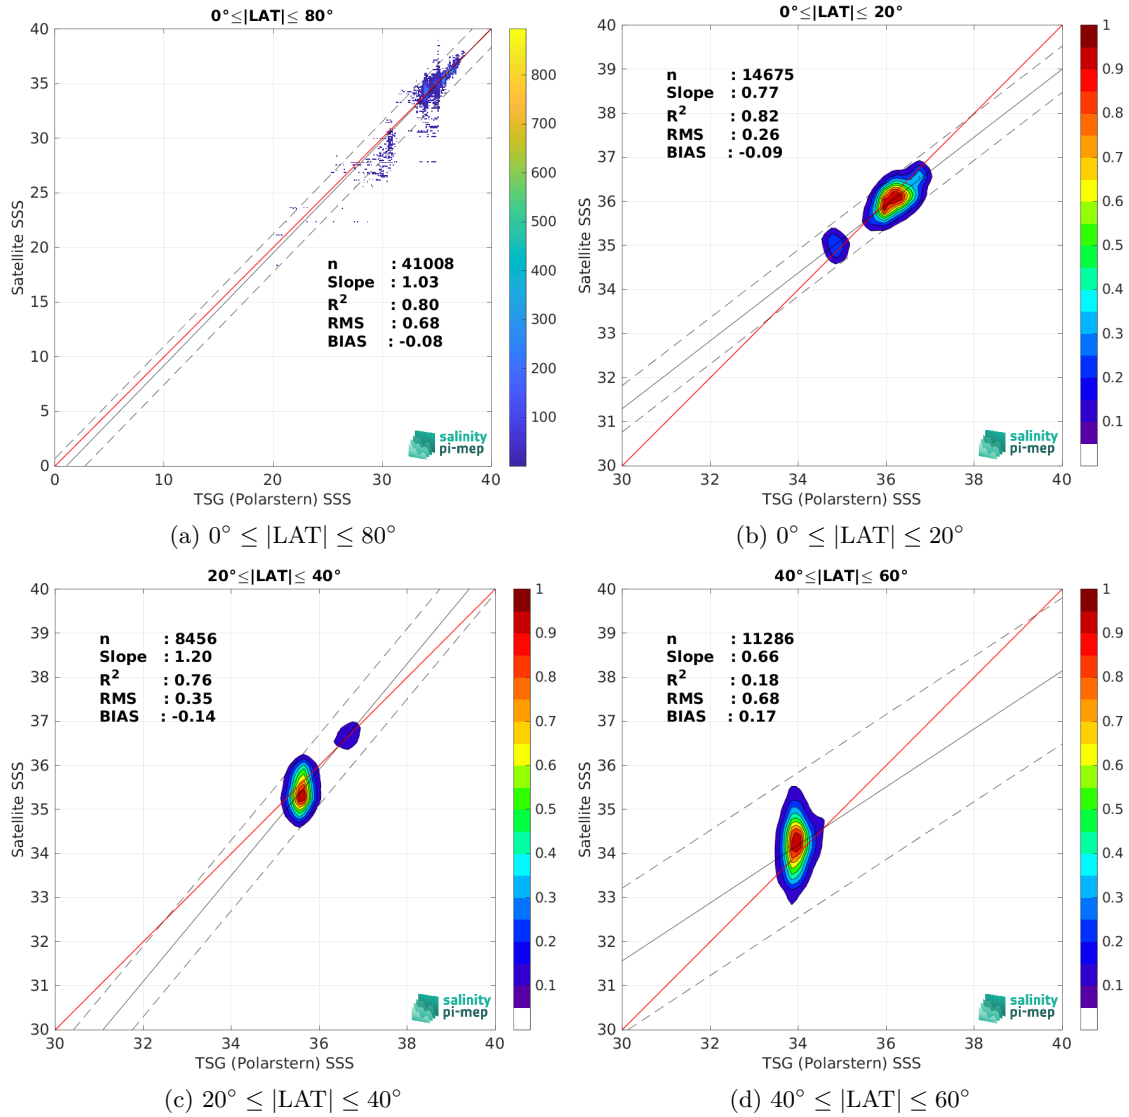 0°≤|LAT|≤ 80°
Satellite SSS
40
35
30
25
20
15
10
5
0
n : 41008
Slope : 1.03
R² : 0.80
RMS : 0.68
BIAS : -0.08
salinity
pi-mep
0 10 20 30 40
TSG (Polarstern) SSS
800
700
600
500
400
300
200
100
(a) 0° ≤ |LAT| ≤ 80°
0°≤|LAT|≤ 20°
Satellite SSS
40
39
38
37
36
35
34
33
32
31
30
n : 14675
Slope : 0.77
R² : 0.82
RMS : 0.26
BIAS : -0.09
salinity
pi-mep
30 32 34 36 38 40
TSG (Polarstern) SSS
1
0.9
0.8
0.7
0.6
0.5
0.4
0.3
0.2
0.1
(b) 0° ≤ |LAT| ≤ 20°
20°≤|LAT|≤ 40°
Satellite SSS
40
39
38
37
36
35
34
33
32
31
30
n : 8456
Slope : 1.20
R² : 0.76
RMS : 0.35
BIAS : -0.14
salinity
pi-mep
30 32 34 36 38 40
TSG (Polarstern) SSS
1
0.9
0.8
0.7
0.6
0.5
0.4
0.3
0.2
0.1
(c) 20° ≤ |LAT| ≤ 40°
40°≤|LAT|≤ 60°
Satellite SSS
40
39
38
37
36
35
34
33
32
31
30
n : 11286
Slope : 0.66
R² : 0.18
RMS : 0.68
BIAS : 0.17
salinity
pi-mep
30 32 34 36 38 40
TSG (Polarstern) SSS
1
0.9
0.8
0.7
0.6
0.5
0.4
0.3
0.2
0.1
(d) 40° ≤ |LAT| ≤ 60°